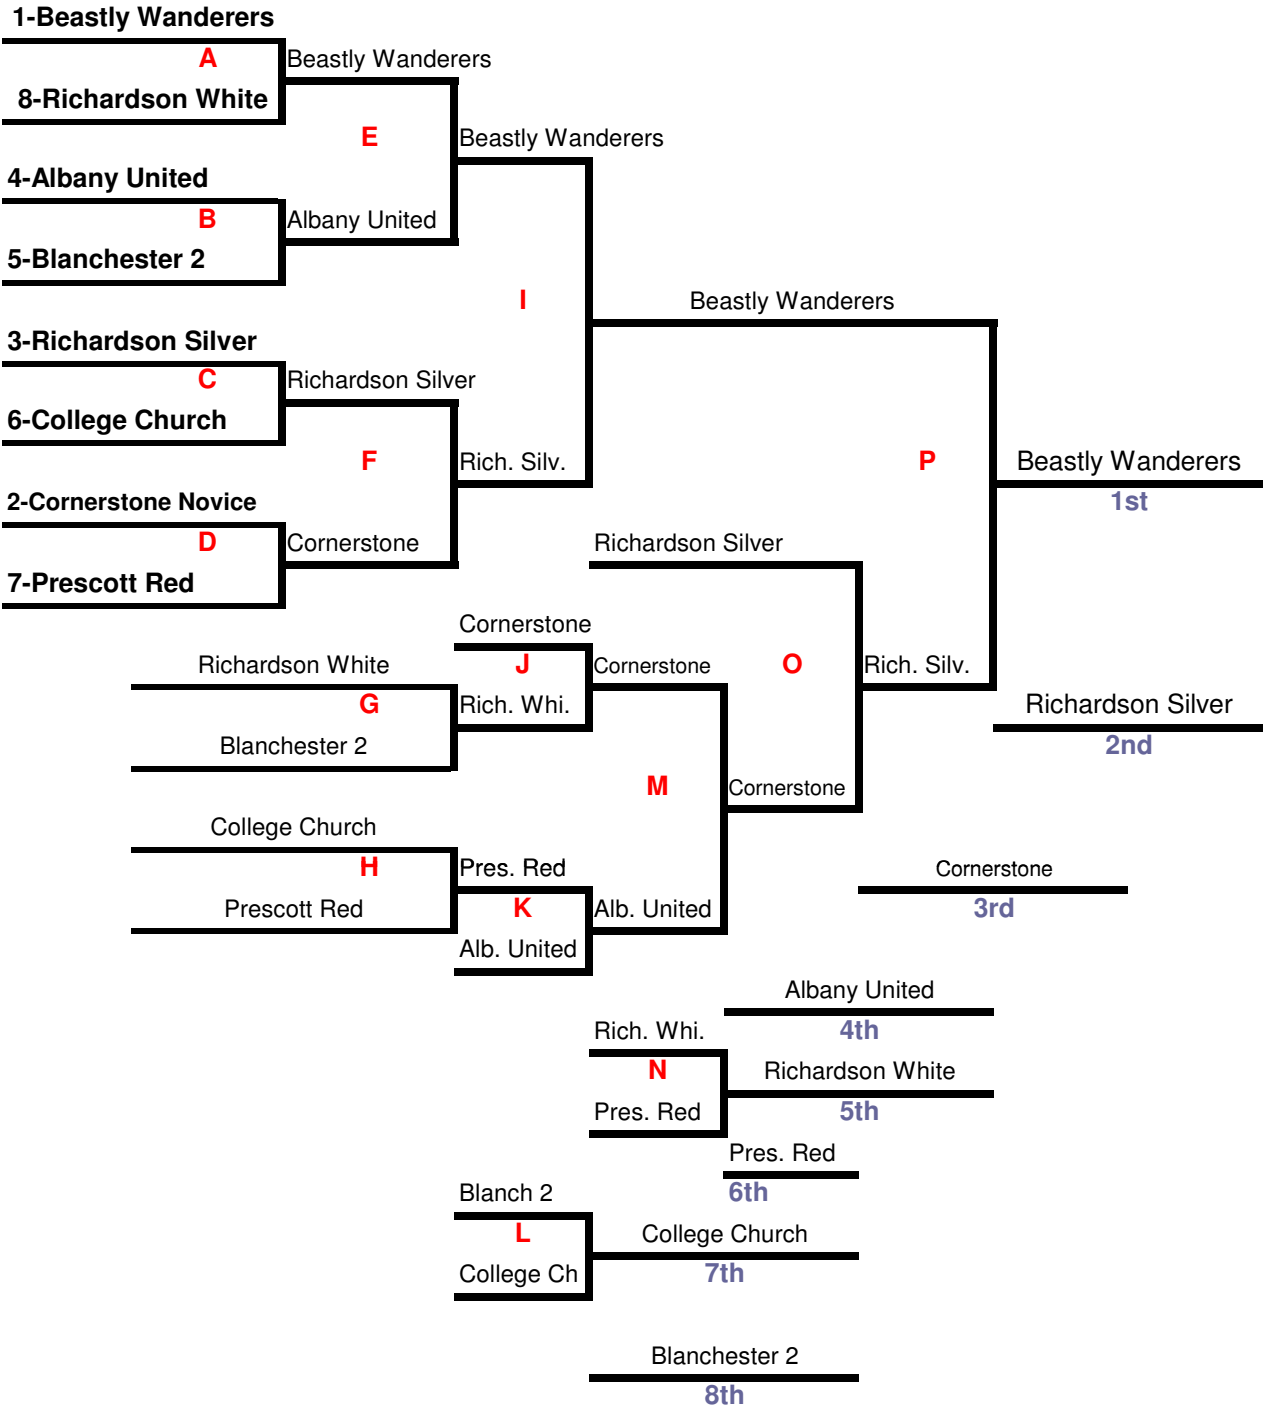 1-Beastly Wanderers
A
Beastly Wanderers
8-Richardson White
E
Beastly Wanderers
4-Albany United
B
Albany United
5-Blanchester 2
I
Beastly Wanderers
3-Richardson Silver
C
Richardson Silver
6-College Church
F
Rich. Silv.
P
Beastly Wanderers
1st
2-Cornerstone Novice
D
Cornerstone
Richardson Silver
7-Prescott Red
Cornerstone
Richardson White
J
Cornerstone
O
Rich. Silv.
G
Rich. Whi.
Richardson Silver
2nd
Blanchester 2
M
Cornerstone
College Church
H
Pres. Red
Cornerstone
3rd
Prescott Red
K
Alb. United
Alb. United
Albany United
4th
Rich. Whi.
N
Richardson White
5th
Pres. Red
Pres. Red
6th
Blanch 2
L
College Church
7th
College Ch
Blanchester 2
8th